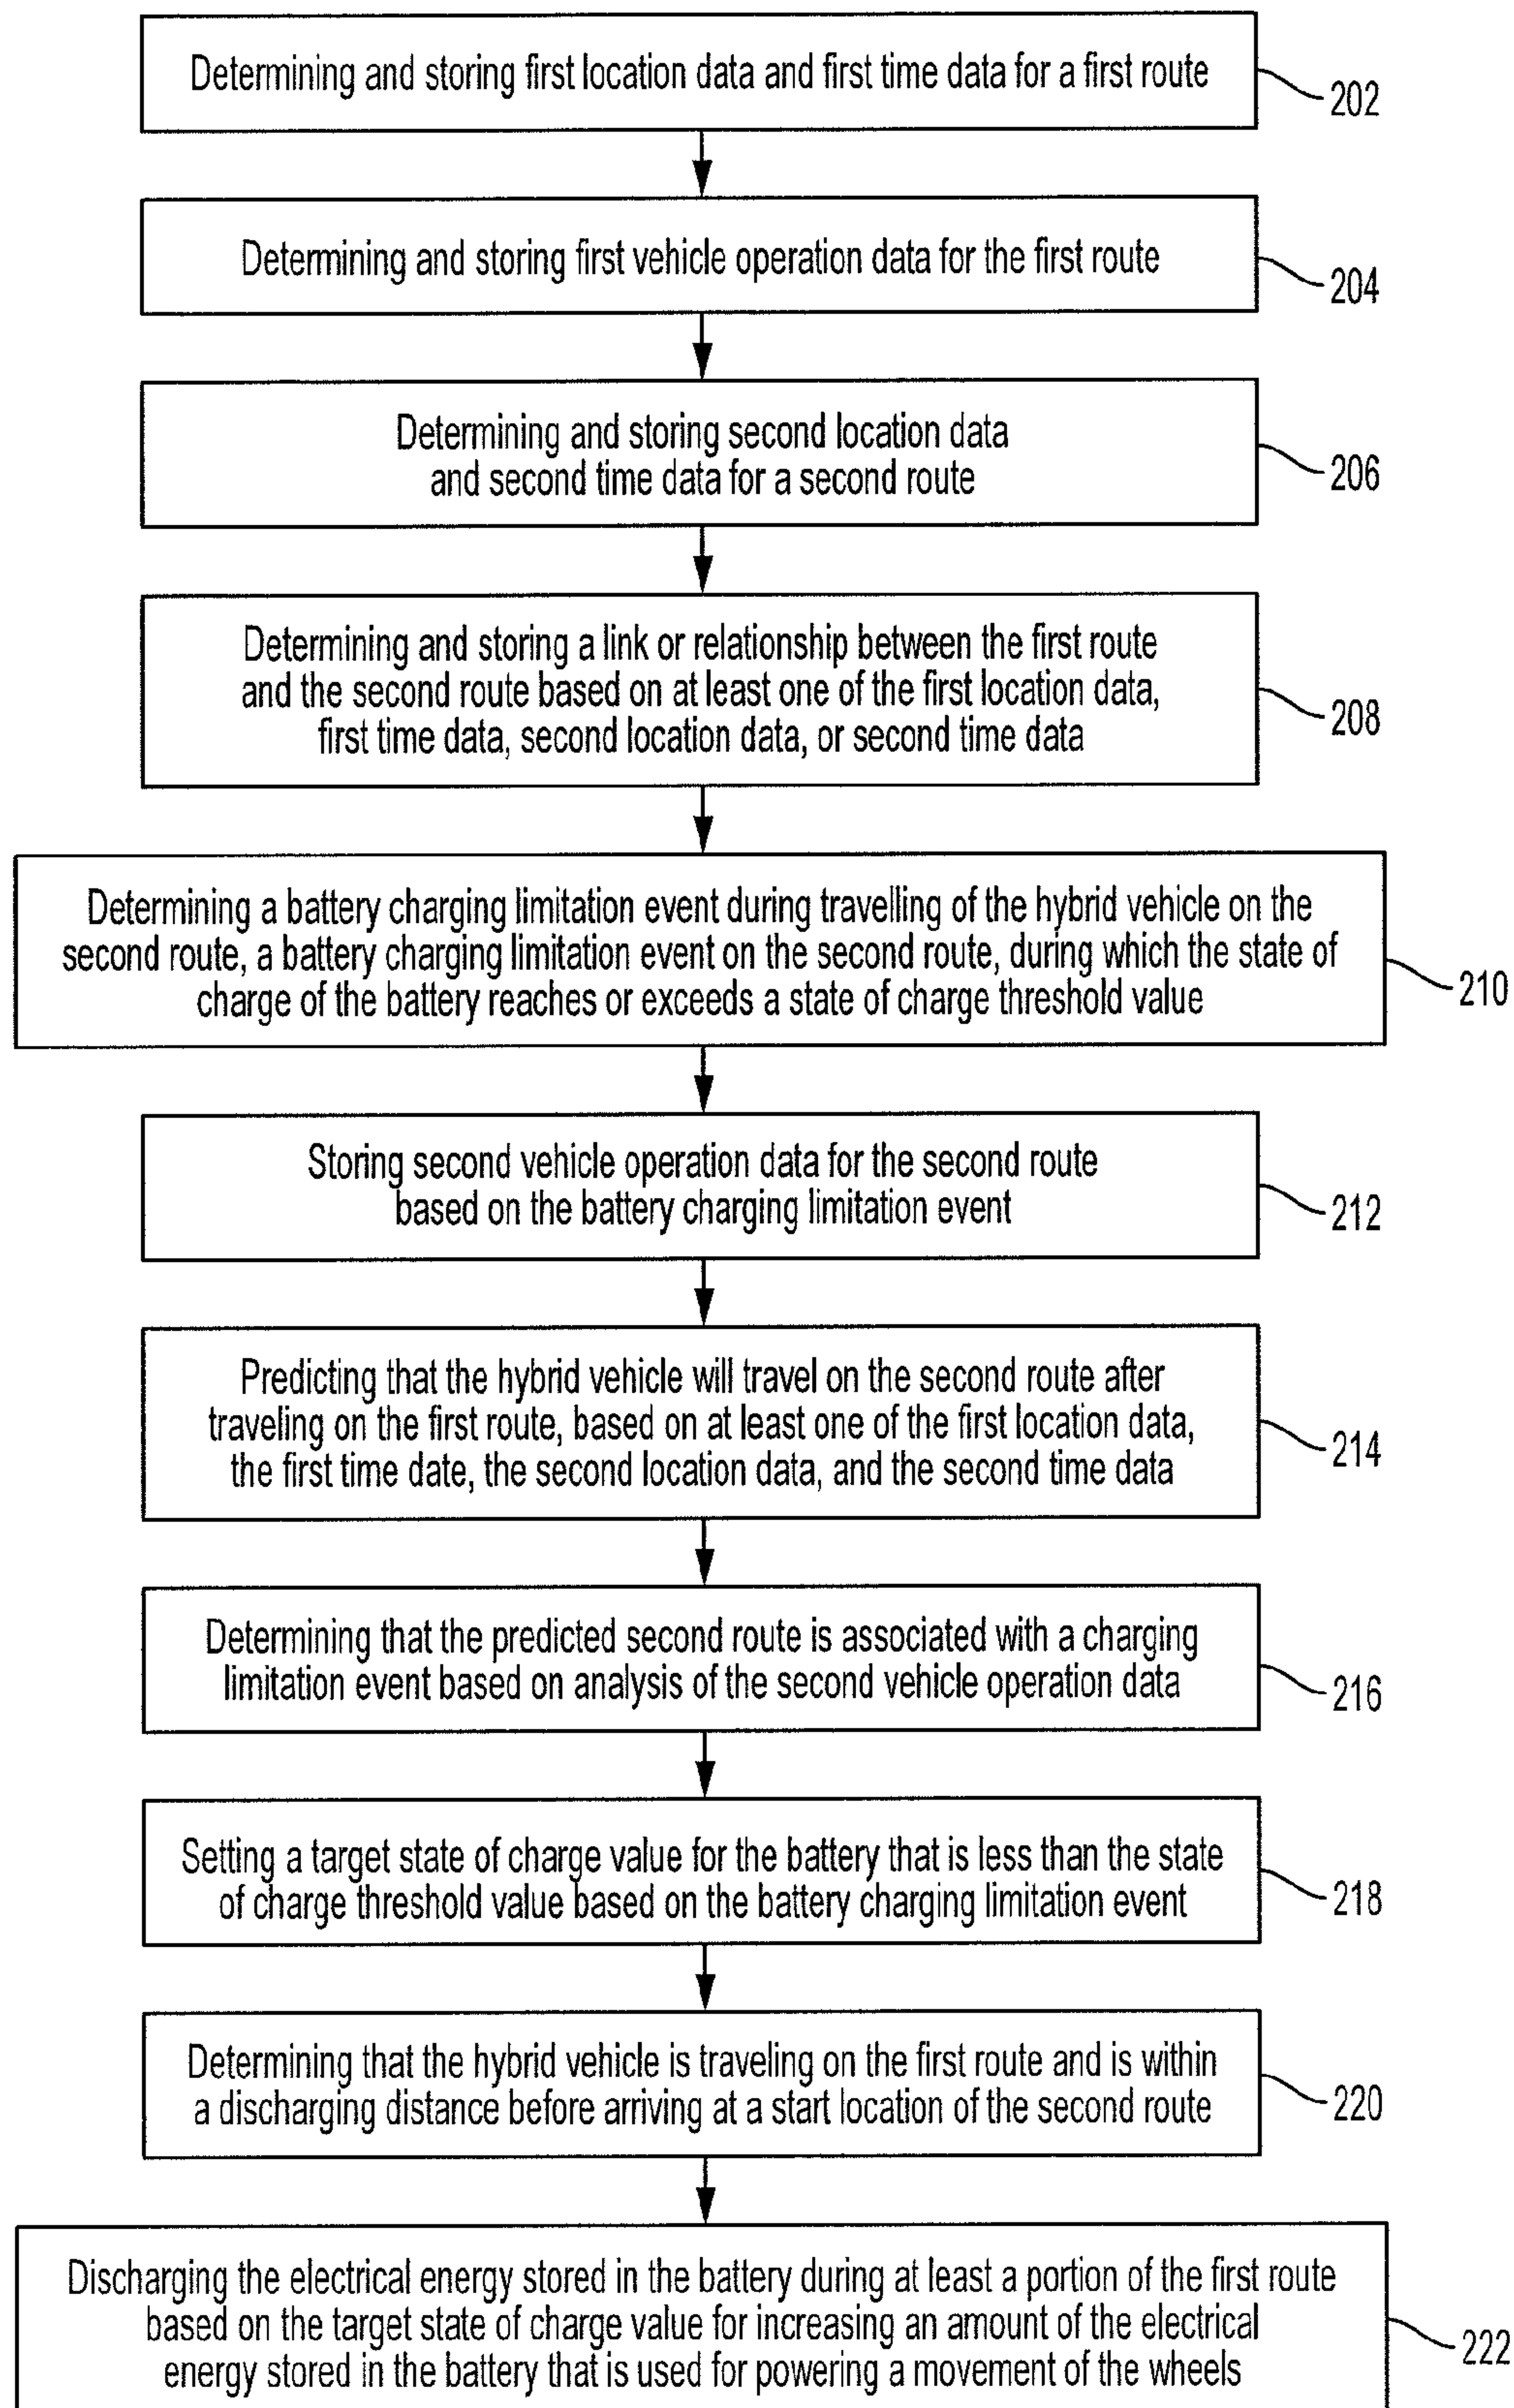 Determining and storing first location data and first time data for a first route
202
Determining and storing first vehicle operation data for the first route
204
Determining and storing second location data
and second time data for a second route
206
Determining and storing a link or relationship between the first route
and the second route based on at least one of the first location data,
first time data, second location data, or second time data
208
Determining a battery charging limitation event during travelling of the hybrid vehicle on the
second route, a battery charging limitation event on the second route, during which the state of
charge of the battery reaches or exceeds a state of charge threshold value
210
Storing second vehicle operation data for the second route
based on the battery charging limitation event
212
Predicting that the hybrid vehicle will travel on the second route after
traveling on the first route, based on at least one of the first location data,
the first time date, the second location data, and the second time data
214
Determining that the predicted second route is associated with a charging
limitation event based on analysis of the second vehicle operation data
216
Setting a target state of charge value for the battery that is less than the state
of charge threshold value based on the battery charging limitation event
218
Determining that the hybrid vehicle is traveling on the first route and is within
a discharging distance before arriving at a start location of the second route
220
Discharging the electrical energy stored in the battery during at least a portion of the first route
based on the target state of charge value for increasing an amount of the electrical
energy stored in the battery that is used for powering a movement of the wheels
222